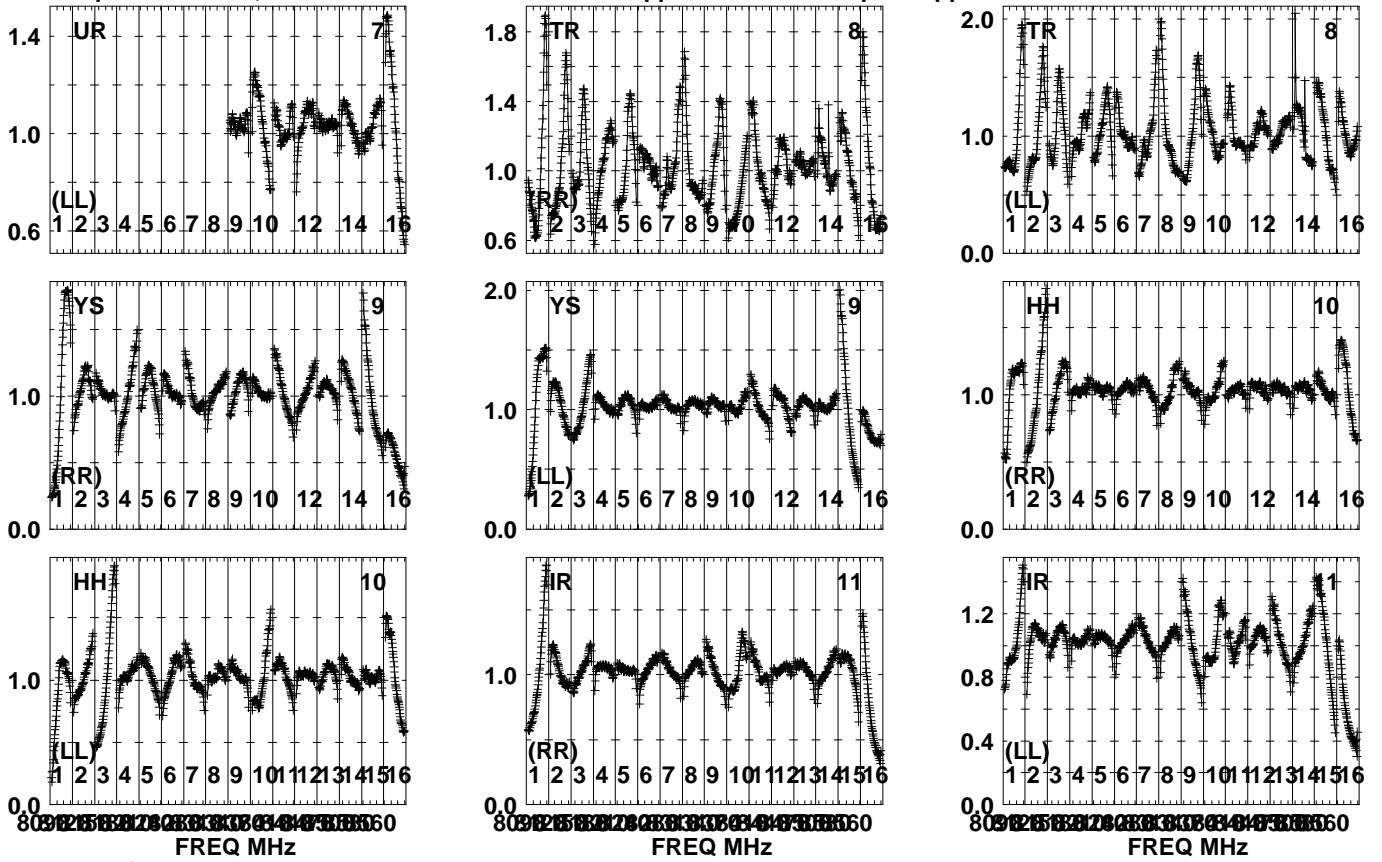 1.4 UR 7
1.0
(LL)
0.6 1 2 3 4 5 6 7 8 9 10 12 14 16
1.8 TR 8
1.4
1.0
(RR)
0.6 2 3 4 5 6 7 8 9 10 12 14 16
2.0 TR 8
1.0
(LL)
1 2 3 4 5 6 7 8 9 10 12 14 16
0.0
YS 9
1.0
(RR)
1 2 3 4 5 6 7 8 9 10 12 14 16
0.0
2.0 YS 9
1.0
(LL)
1 2 3 4 5 6 7 8 9 10 12 14 16
0.0
HH 10
1.0
(RR)
1 2 3 4 5 6 7 8 9 10 12 14 16
0.0
HH 10
1.0
(LL)
1 2 3 4 5 6 7 8 9 10 11 12 13 14 15 16
0.0
FREQ MHz
IR 11
1.0
(RR)
1 2 3 4 5 6 7 8 9 10 11 12 13 14 15 16
0.0
FREQ MHz
IR 11
1.2
0.8
0.4 (LL)
1 2 3 4 5 6 7 8 9 10 11 12 13 14 15 16
0.0
FREQ MHz